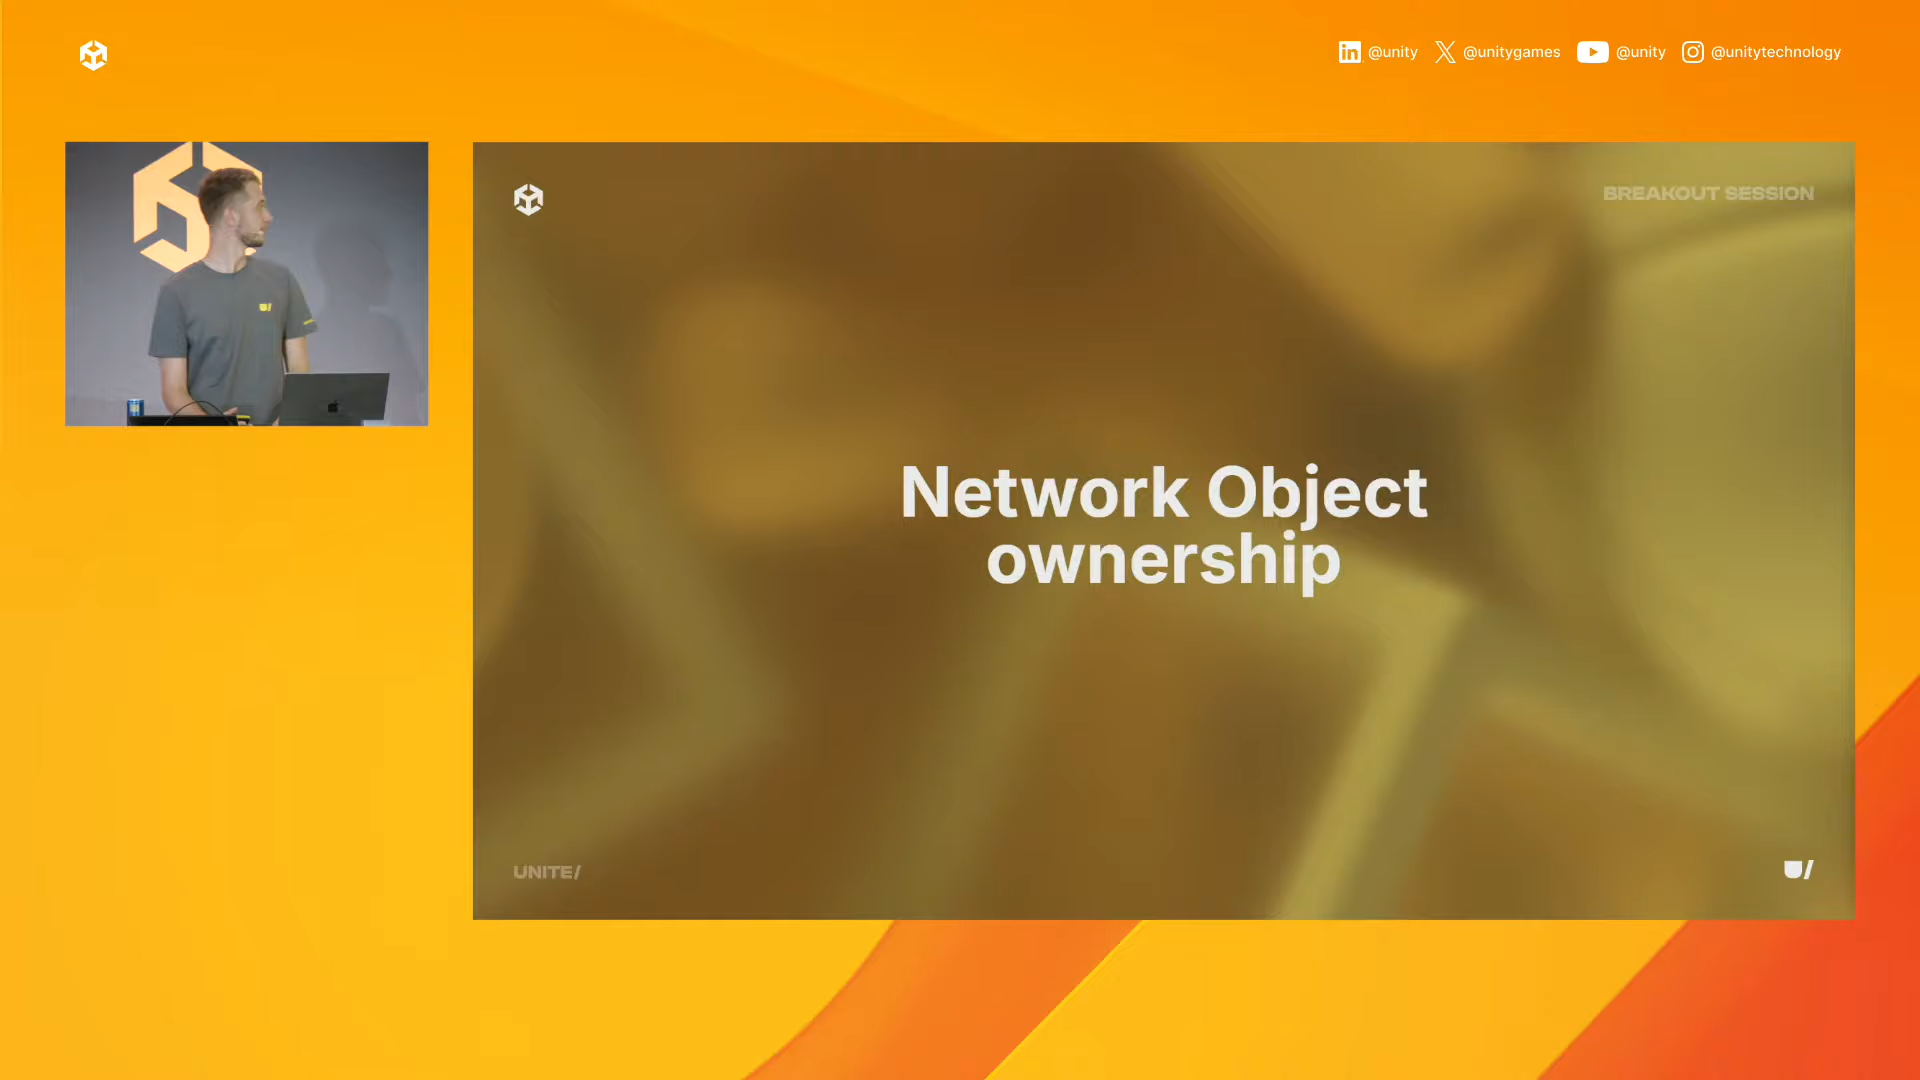 @unity
@unitygames
@unity
@unitytechnology
BREAKOUT SESSION
Network Object
ownership
UNITE/
U/